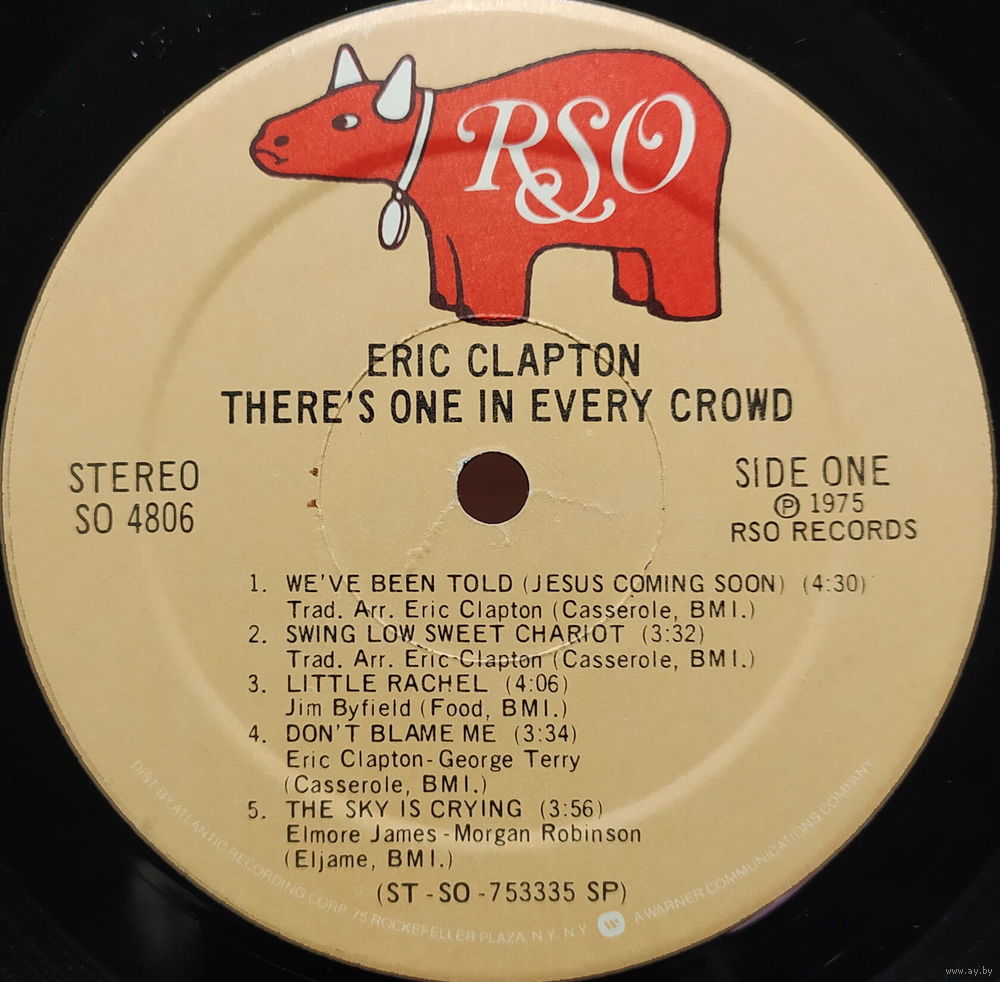 RSO
ERIC CLAPTON
THERE'S ONE IN EVERY CROWD
STEREO
SO 4806
SIDE ONE
Ⓟ 1975
RSO RECORDS
1. WE'VE BEEN TOLD (JESUS COMING SOON) (4:30)
Trad. Arr. Eric Clapton (Casserole, BMI.)
2. SWING LOW SWEET CHARIOT (3:32)
Trad. Arr. Eric Clapton (Casserole, BMI.)
3. LITTLE RACHEL (4:06)
Jim Byfield (Food, BMI.)
4. DON'T BLAME ME (3:34)
Eric Clapton-George Terry
(Casserole, BMI.)
5. THE SKY IS CRYING (3:56)
Elmore James-Morgan Robinson
(Eljame, BMI.)
(ST-SO-753335 SP)
DIST. BY ATLANTIC RECORDING CORP. 75 ROCKEFELLER PLAZA N.Y. N.Y. A WARNER COMMUNICATIONS COMPANY
www.ay.by